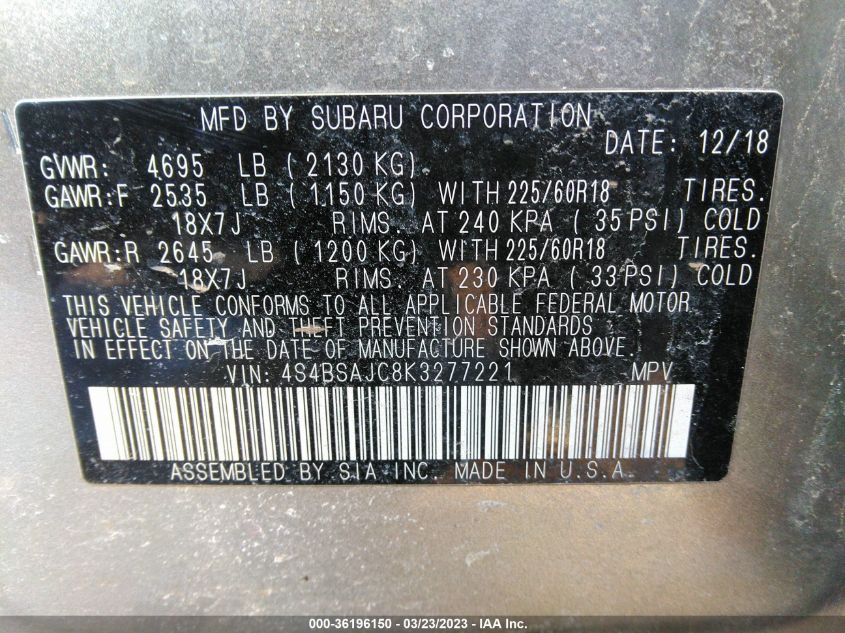 MFD BY SUBARU CORPORATION
DATE: 12/18
GVWR: 4695 LB ( 2130 KG)
GAWR:F 2535 LB ( 1150 KG) WITH 225/60R18 TIRES.
18X7J RIMS. AT 240 KPA ( 35 PSI) COLD
GAWR:R 2645 LB ( 1200 KG) WITH 225/60R18 TIRES.
18X7J RIMS. AT 230 KPA ( 33 PSI) COLD
THIS VEHICLE CONFORMS TO ALL APPLICABLE FEDERAL MOTOR
VEHICLE SAFETY AND THEFT PREVENTION STANDARDS
IN EFFECT ON THE DATE OF MANUFACTURE SHOWN ABOVE.
VIN: 4S4BSAJC8K3277221 MPV
ASSEMBLED BY SIA INC. MADE IN U.S.A.
000-36196150 - 03/23/2023 - IAA Inc.